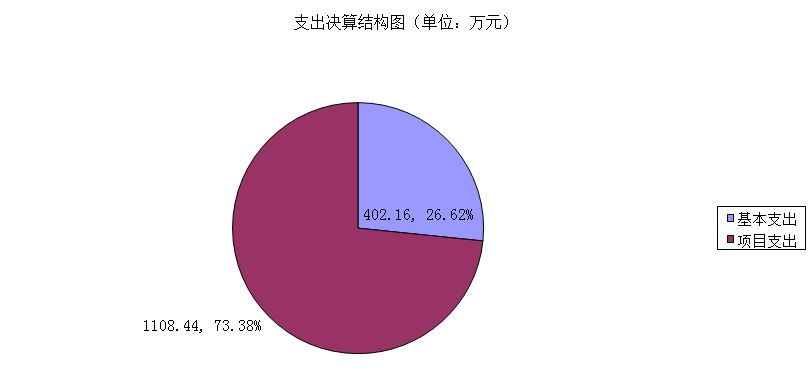 支出决算结构图（单位：万元）
402.16, 26.62%
基本支出
项目支出
1108.44, 73.38%